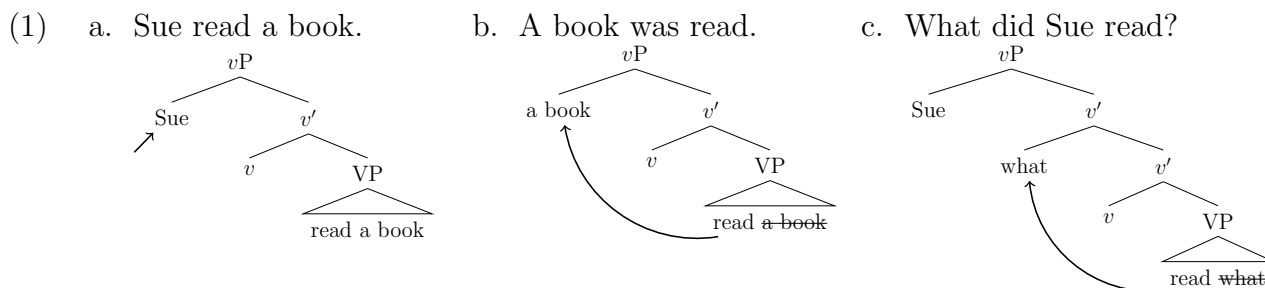 (1) a. Sue read a book. b. A book was read. c. What did Sue read?
vP vP vP
Sue v′ a book v′ Sue v′
v VP v VP what v′
read a book read a book v VP
read what